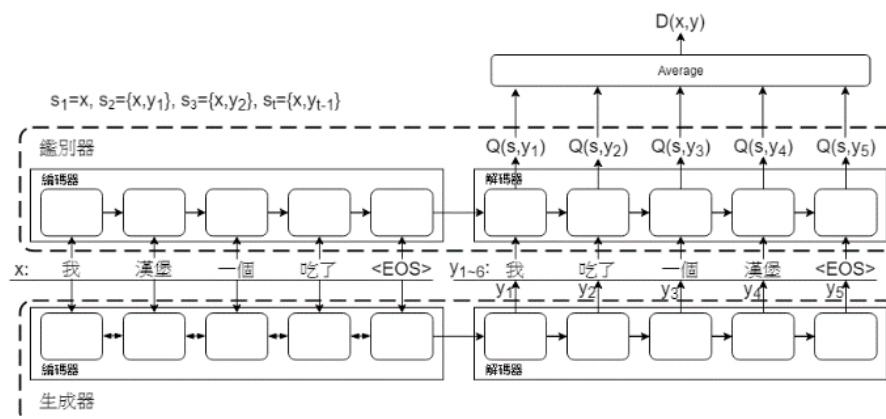 D(x,y)
Average
s₁=x, s₂={x,y₁}, s₃={x,y₂}, sₜ={x,yₜ₋₁}
鑑別器
Q(s,y₁) Q(s,y₂) Q(s,y₃) Q(s,y₄) Q(s,y₅)
編碼器 解碼器
x: 我 漢堡 一個 吃了 <EOS> y₁~₆: 我 吃了 一個 漢堡 <EOS>
y₁ y₂ y₃ y₄ y₅
編碼器 解碼器
生成器